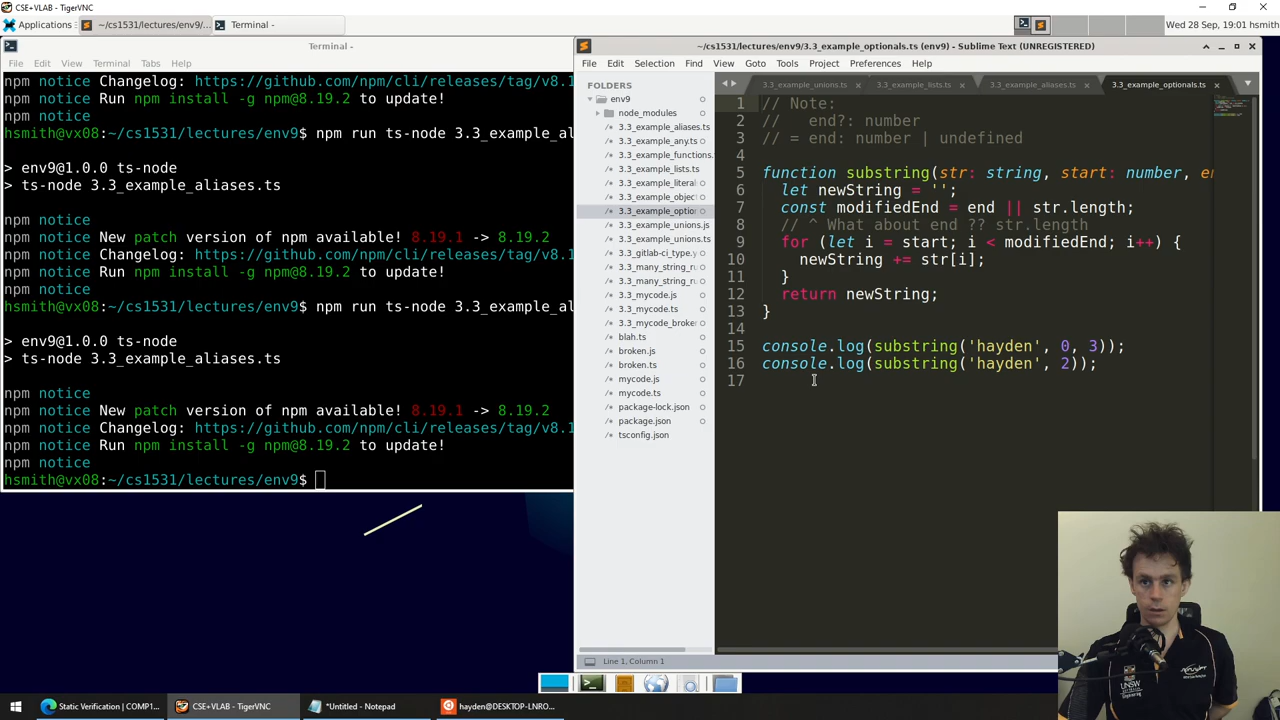 CSE+VLAB - TigerVNC
Applications
~/cs1531/lectures/env9/...
Terminal -
Wed 28 Sep, 19:01 hsmith
Terminal -
File Edit View Terminal Tabs Help
npm notice Changelog: https://github.com/npm/cli/releases/tag/v8.1
npm notice Run npm install -g npm@8.19.2 to update!
npm notice
hsmith@vx08:~/cs1531/lectures/env9$ npm run ts-node 3.3_example_al
> env9@1.0.0 ts-node
> ts-node 3.3_example_aliases.ts
npm notice
npm notice New patch version of npm available! 8.19.1 -> 8.19.2
npm notice Changelog: https://github.com/npm/cli/releases/tag/v8.1
npm notice Run npm install -g npm@8.19.2 to update!
npm notice
hsmith@vx08:~/cs1531/lectures/env9$ npm run ts-node 3.3_example_al
> env9@1.0.0 ts-node
> ts-node 3.3_example_aliases.ts
npm notice
npm notice New patch version of npm available! 8.19.1 -> 8.19.2
npm notice Changelog: https://github.com/npm/cli/releases/tag/v8.1
npm notice Run npm install -g npm@8.19.2 to update!
npm notice
hsmith@vx08:~/cs1531/lectures/env9$
~/cs1531/lectures/env9/3.3_example_optionals.ts (env9) - Sublime Text (UNREGISTERED)
File Edit Selection Find View Goto Tools Project Preferences Help
FOLDERS
env9
node_modules
3.3_example_aliases.ts
3.3_example_any.ts
3.3_example_functions.
3.3_example_lists.ts
3.3_example_literal
3.3_example_object
3.3_example_option
3.3_example_unions.js
3.3_example_unions.ts
3.3_gitlab-ci_type.y
3.3_many_string_ru
3.3_many_string_ru
3.3_mycode.js
3.3_mycode.ts
3.3_mycode_broken
blah.ts
broken.js
broken.ts
mycode.js
mycode.ts
package-lock.json
package.json
tsconfig.json
3.3_example_unions.ts
3.3_example_lists.ts
3.3_example_aliases.ts
3.3_example_optionals.ts
1 // Note:
2 // end?: number
3 // = end: number | undefined
4
5 function substring(str: string, start: number, en
6 let newString = '';
7 const modifiedEnd = end || str.length;
8 // ^ What about end ?? str.length
9 for (let i = start; i < modifiedEnd; i++) {
10 newString += str[i];
11 }
12 return newString;
13 }
14
15 console.log(substring('hayden', 0, 3));
16 console.log(substring('hayden', 2));
17
Line 1, Column 1
UNSW
Static Verification | COMP1...
CSE+VLAB - TigerVNC
*Untitled - Notepad
hayden@DESKTOP-LNRO...